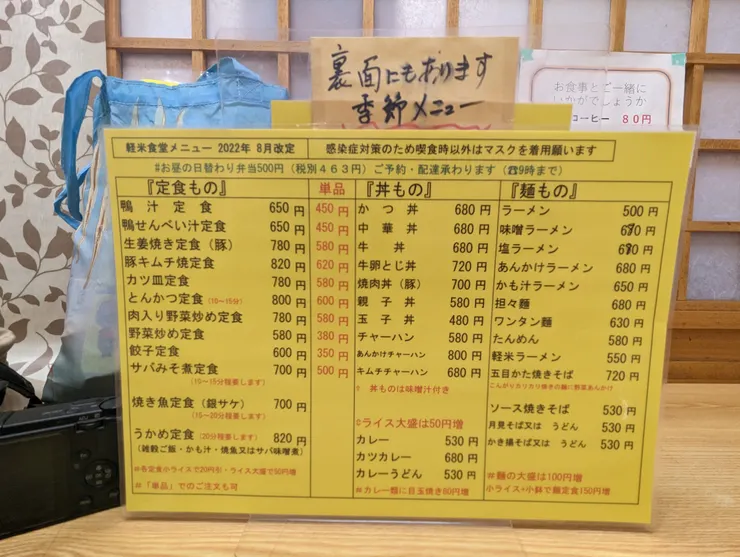 裏面にもあります
季節メニュー
お食事とご一緒に
いかがでしょうか
コーヒー 80円
軽米食堂メニュー 2022年 8月改定 感染症対策のため喫食時以外はマスクを着用願います
#お昼の日替わり弁当500円(税別463円)ご予約・配達承わります(☎9時まで)
『定食もの』 単品
鴨汁定食 650円 450円
鴨せんべい汁定食 650円 450円
生姜焼き定食(豚) 780円 580円
豚キムチ焼定食 820円 620円
カツ皿定食 780円 580円
とんかつ定食(10~15分) 800円 600円
肉入り野菜炒め定食 780円 580円
野菜炒め定食 580円 380円
餃子定食 600円 350円
サバみそ煮定食 700円 500円
(10~15分程要します)
焼き魚定食(銀サケ) 700円
(15~20分程要します)
うかめ定食(20分程要します) 820円
(雑穀ご飯・かも汁・焼魚又はサバ味噌煮)
#各定食小ライスで20円引・ライス大盛で50円増
#「単品」でのご注文も可
『丼もの』
かつ丼 680円
中華丼 680円
牛丼 680円
牛卵とじ丼 720円
焼肉丼(豚) 700円
親子丼 580円
玉子丼 480円
チャーハン 580円
あんかけチャーハン 800円
キムチチャーハン 680円
⇧ 丼ものは味噌汁付き
ライス大盛は50円増
カレー 530円
カツカレー 680円
カレーうどん 530円
#カレー類に目玉焼き60円増
『麺もの』
ラーメン 500円
味噌ラーメン 円
塩ラーメン 円
あんかけラーメン 680円
かも汁ラーメン 650円
担々麺 680円
ワンタン麺 630円
たんめん 580円
軽米ラーメン 550円
五目かた焼きそば 720円
こんがりカリカリ焼きの麺に野菜あんかけ
ソース焼きそば 530円
月見そば又は うどん 530円
かき揚そば又は うどん 530円
#麺の大盛は100円増
小ライス+小鉢で麺定食150円増